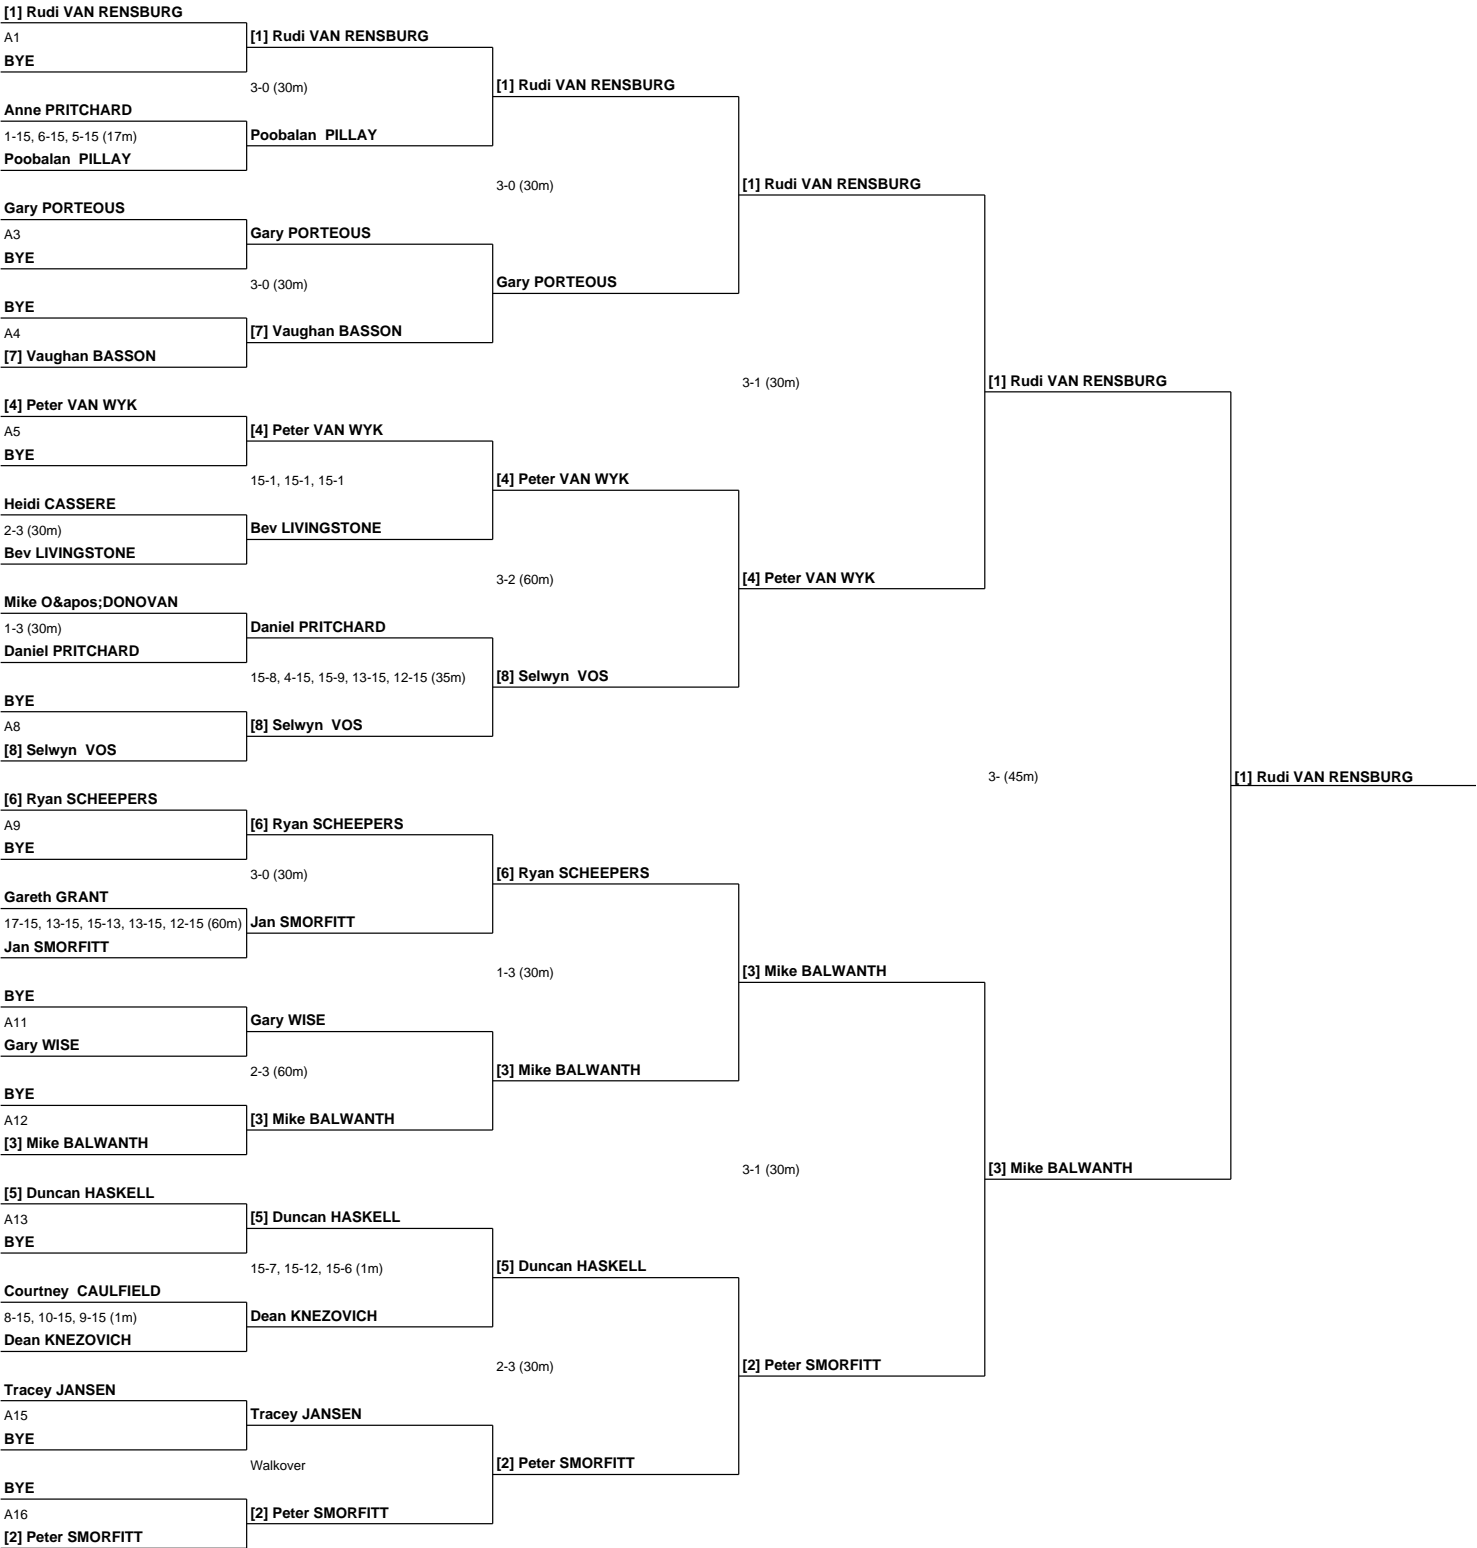 [1] Rudi VAN RENSBURG
A1
BYE
Anne PRITCHARD
1-15, 6-15, 5-15 (17m)
Poobalan  PILLAY
Gary PORTEOUS
A3
BYE
BYE
A4
[7] Vaughan BASSON
[4] Peter VAN WYK
A5
BYE
Heidi CASSERE
2-3 (30m)
Bev LIVINGSTONE
Mike O&apos;DONOVAN
1-3 (30m)
Daniel PRITCHARD
BYE
A8
[8] Selwyn  VOS
[6] Ryan SCHEEPERS
A9
BYE
Gareth GRANT
17-15, 13-15, 15-13, 13-15, 12-15 (60m)
Jan SMORFITT
BYE
A11
Gary WISE
BYE
A12
[3] Mike BALWANTH
[5] Duncan HASKELL
A13
BYE
Courtney  CAULFIELD
8-15, 10-15, 9-15 (1m)
Dean KNEZOVICH
Tracey JANSEN
A15
BYE
BYE
A16
[2] Peter SMORFITT
[1] Rudi VAN RENSBURG
3-0 (30m)
Poobalan  PILLAY
Gary PORTEOUS
3-0 (30m)
[7] Vaughan BASSON
[4] Peter VAN WYK
15-1, 15-1, 15-1
Bev LIVINGSTONE
Daniel PRITCHARD
15-8, 4-15, 15-9, 13-15, 12-15 (35m)
[8] Selwyn  VOS
[6] Ryan SCHEEPERS
3-0 (30m)
Jan SMORFITT
Gary WISE
2-3 (60m)
[3] Mike BALWANTH
[5] Duncan HASKELL
15-7, 15-12, 15-6 (1m)
Dean KNEZOVICH
Tracey JANSEN
Walkover
[2] Peter SMORFITT
[1] Rudi VAN RENSBURG
3-0 (30m)
Gary PORTEOUS
[4] Peter VAN WYK
3-2 (60m)
[8] Selwyn  VOS
[6] Ryan SCHEEPERS
1-3 (30m)
[3] Mike BALWANTH
[5] Duncan HASKELL
2-3 (30m)
[2] Peter SMORFITT
[1] Rudi VAN RENSBURG
3-1 (30m)
[4] Peter VAN WYK
[3] Mike BALWANTH
3-1 (30m)
[2] Peter SMORFITT
[1] Rudi VAN RENSBURG
3- (45m)
[3] Mike BALWANTH
[1] Rudi VAN RENSBURG